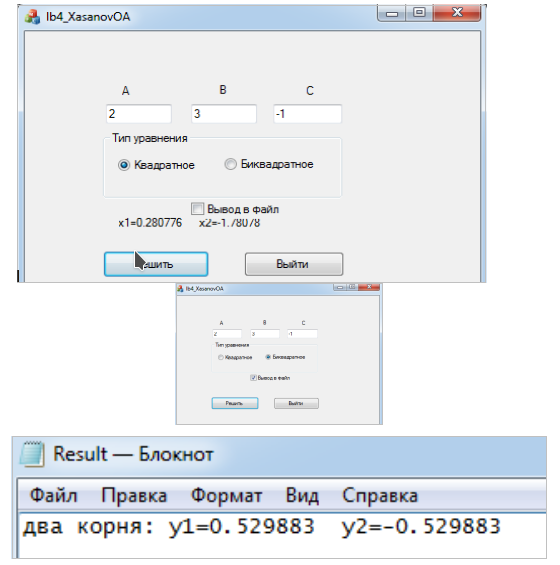 lb4_XasanovOA
A B C
2 3 -1
Тип уравнения
Квадратное Биквадратное
Вывод в файл
x1=0.280776 x2=-1.78078
Решить Выйти
lb4_XasanovOA
A B C
2 3 -1
Тип уравнения
Квадратное Биквадратное
Вывод в файл
Решить Выйти
Result — Блокнот
Файл Правка Формат Вид Справка
два корня: y1=0.529883 y2=-0.529883